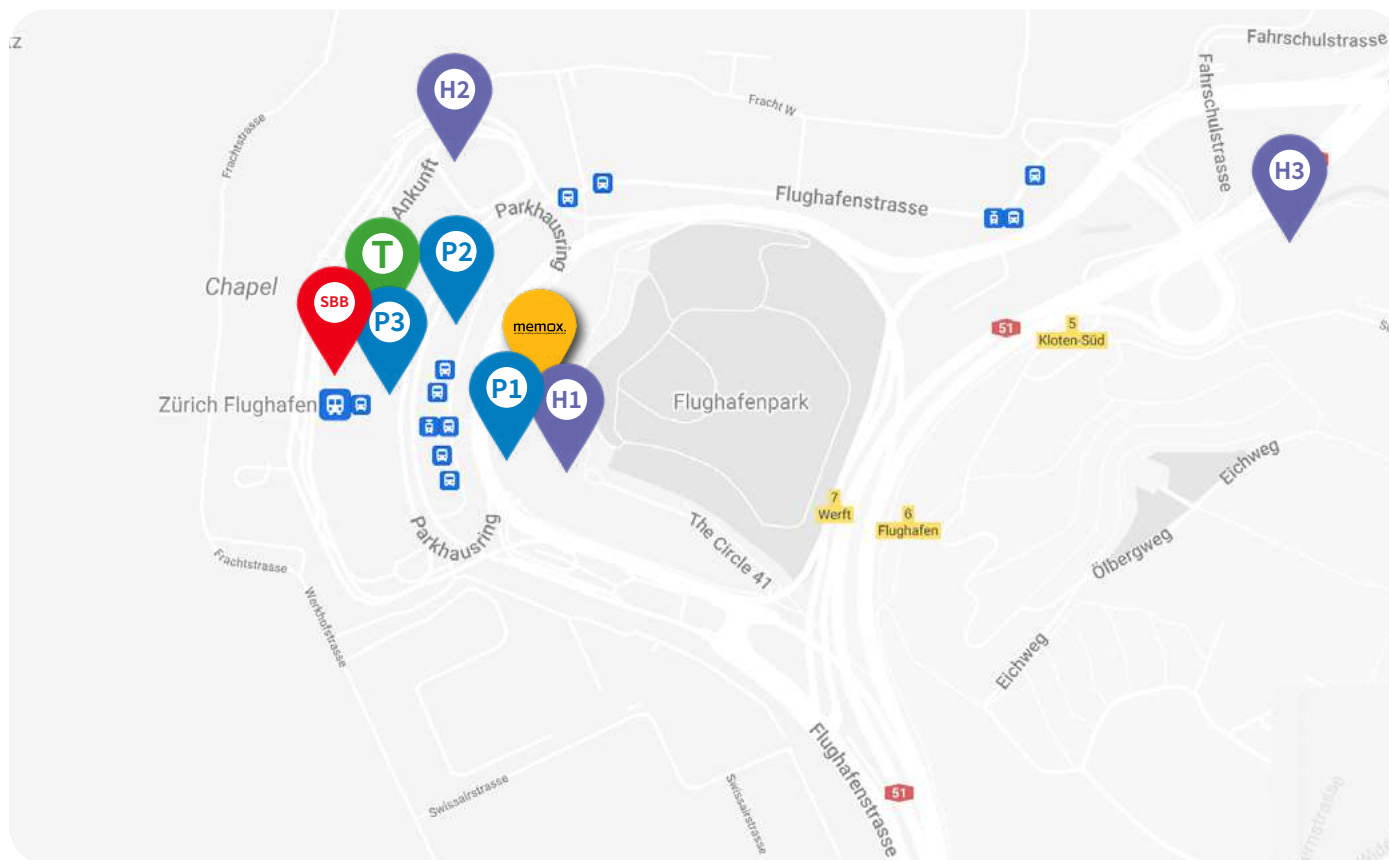 Fahrschulstrasse
H2
Fahrschulstrasse
Fracht W
Frachtstrasse
H3
Ankunft
Flughafenstrasse
Parkhausring
T
P2
Chapel
SBB
P3
memox.
51
5
Kloten-Süd
P1
H1
Zürich Flughafen
Flughafenpark
Eichweg
7
Werft
6
Flughafen
Parkhausring
The Circle 41
Ölbergweg
Frachtstrasse
Werkhofstrasse
Eichweg
Flughafenstrasse
Swissairstrasse
Swissairstrasse
51